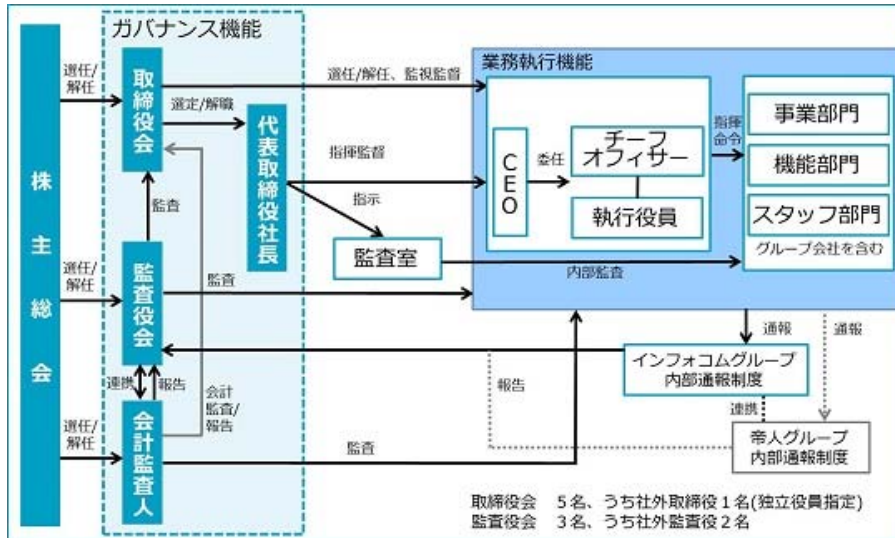 ガバナンス機能
株主総会
選任/
解任
取締役会
選任/解任、監視監督
選定/解職
代表取締役社長
指揮監督
指示
監査
監査室
内部監査
選任/
解任
監査役会
監査
連携
報告
会計
監査/
報告
選任/
解任
会計監査人
監査
業務執行機能
CEO
委任
チーフ
オフィサー
執行役員
指揮
命令
事業部門
機能部門
スタッフ部門
グループ会社を含む
通報
通報
インフォコムグループ
内部通報制度
報告
連携
帝人グループ
内部通報制度
取締役会 5名、うち社外取締役1名(独立役員指定)
監査役会 3名、うち社外監査役2名